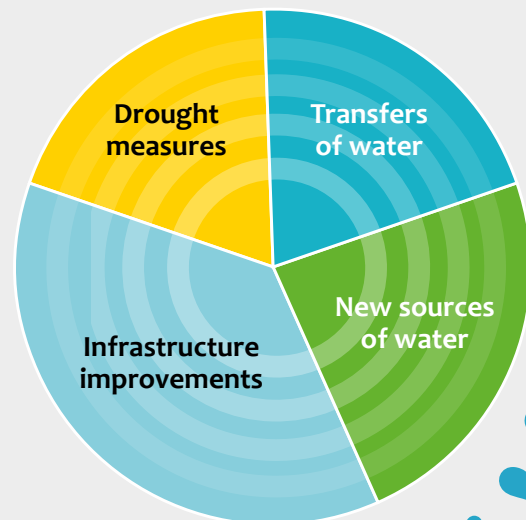 Drought
measures
Transfers
of water
New sources
of water
Infrastructure
improvements